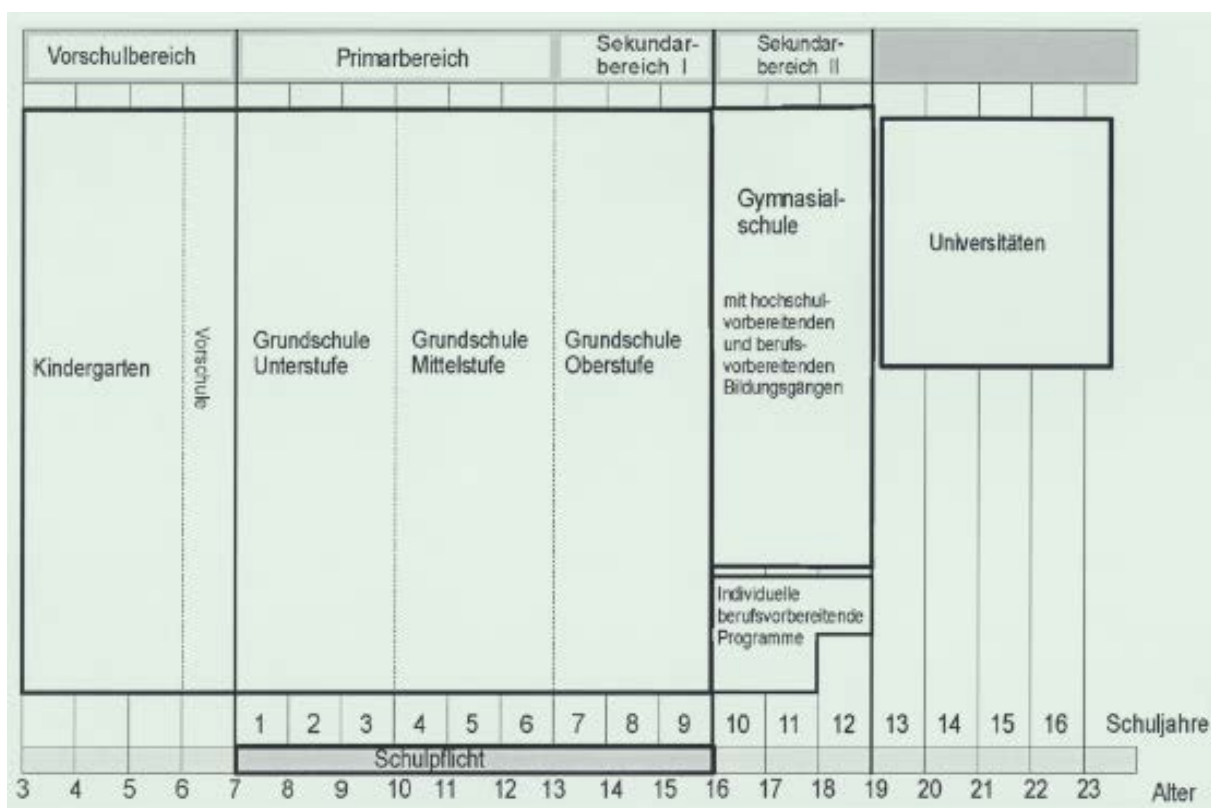 Vorschulbereich
Primarbereich
Sekundar-
bereich I
Sekundar-
bereich II
Kindergarten
Vorschule
Grundschule
Unterstufe
Grundschule
Mittelstufe
Grundschule
Oberstufe
Gymnasial-
schule
mit hochschul-
vorbereitenden
und berufs-
vorbereitenden
Bildungsgängen
Universitäten
Individuelle
berufsvorbereitende
Programme
1 2 3 4 5 6 7 8 9 10 11 12 13 14 15 16 Schuljahre
Schulpflicht
3 4 5 6 7 8 9 10 11 12 13 14 15 16 17 18 19 20 21 22 23 Alter